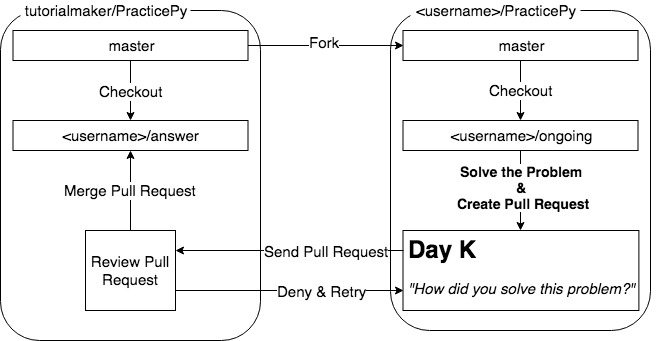 tutorialmaker/PracticePy
<username>/PracticePy
master
Fork
master
Checkout
Checkout
<username>/answer
<username>/ongoing
Merge Pull Request
Solve the Problem
&
Create Pull Request
Review Pull
Request
Send Pull Request
Day K
Deny & Retry
"How did you solve this problem?"